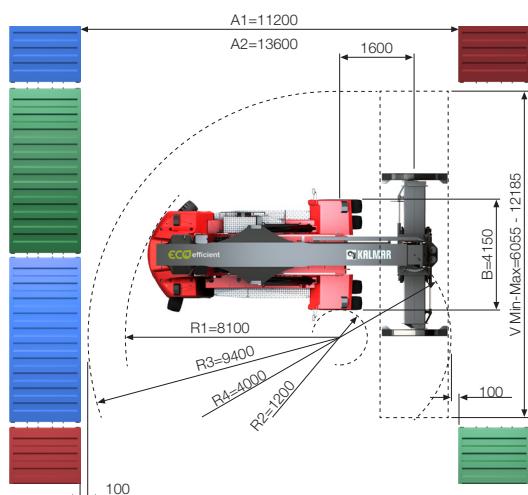 A1=11200
A2=13600
1600
ECO efficient
KALMAR
B=4150
V Min-Max=6055 - 12185
R1=8100
R3=9400
R4=4000
R2=1200
100
100